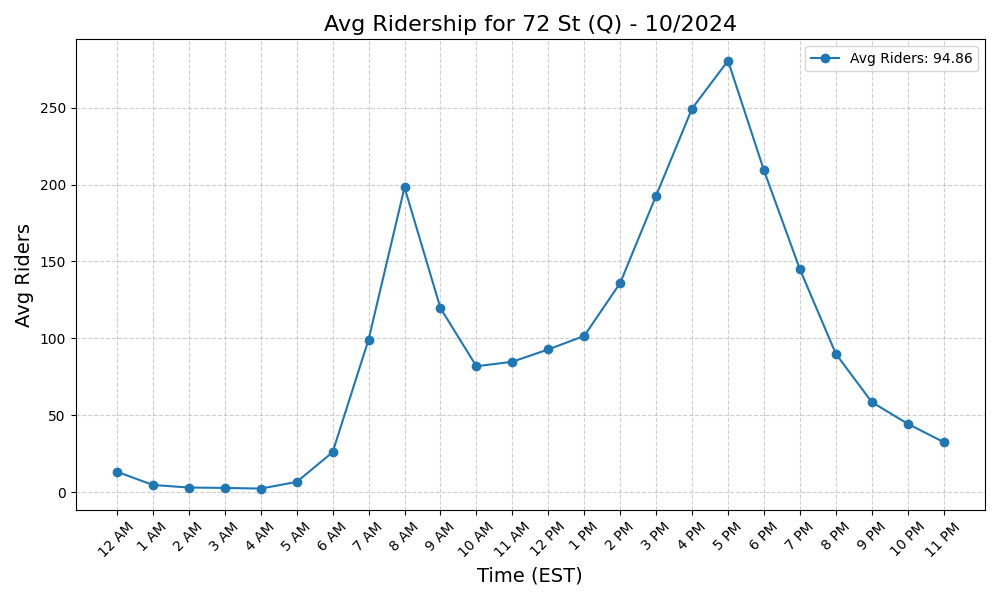 Avg Ridership for 72 St (Q) - 10/2024
Avg Riders: 94.86
Avg Riders
250
200
150
100
50
0
12 AM
1 AM
2 AM
3 AM
4 AM
5 AM
6 AM
7 AM
8 AM
9 AM
10 AM
11 AM
12 PM
1 PM
2 PM
3 PM
4 PM
5 PM
6 PM
7 PM
8 PM
9 PM
10 PM
11 PM
Time (EST)